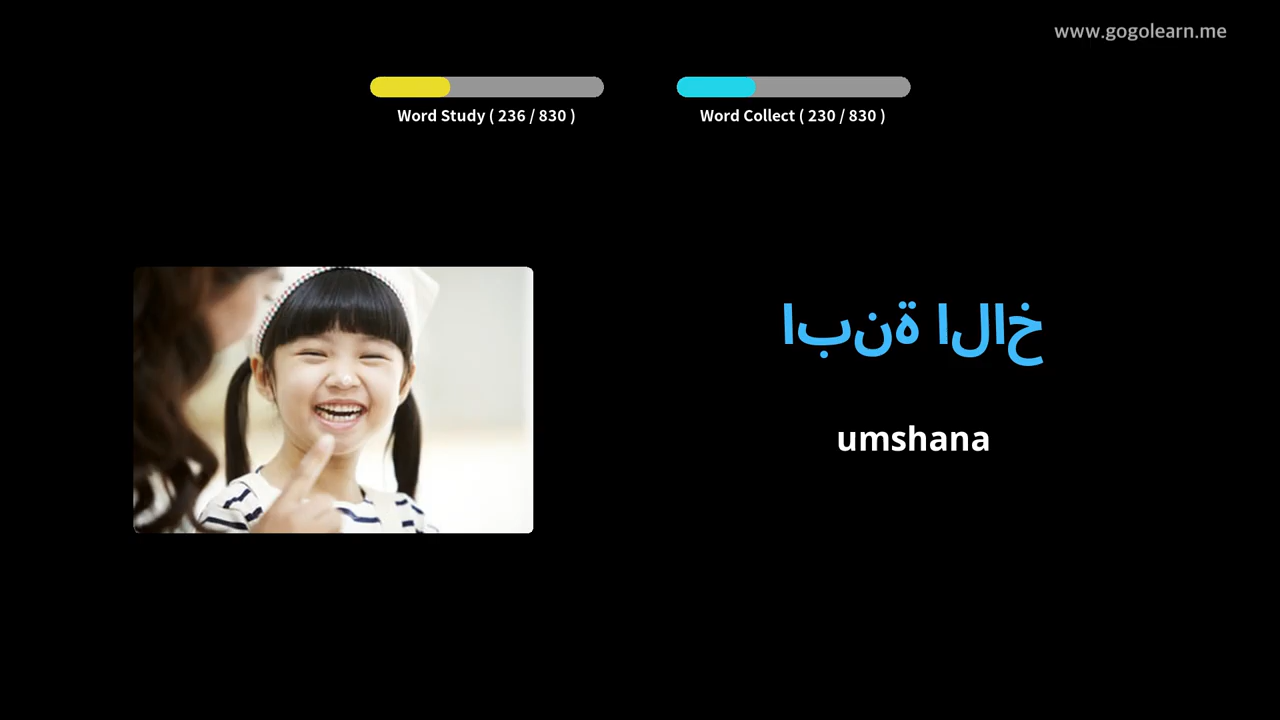 www.gogolearn.me
Word Study ( 236 / 830 )
Word Collect ( 230 / 830 )
ابنة الاخ
umshana